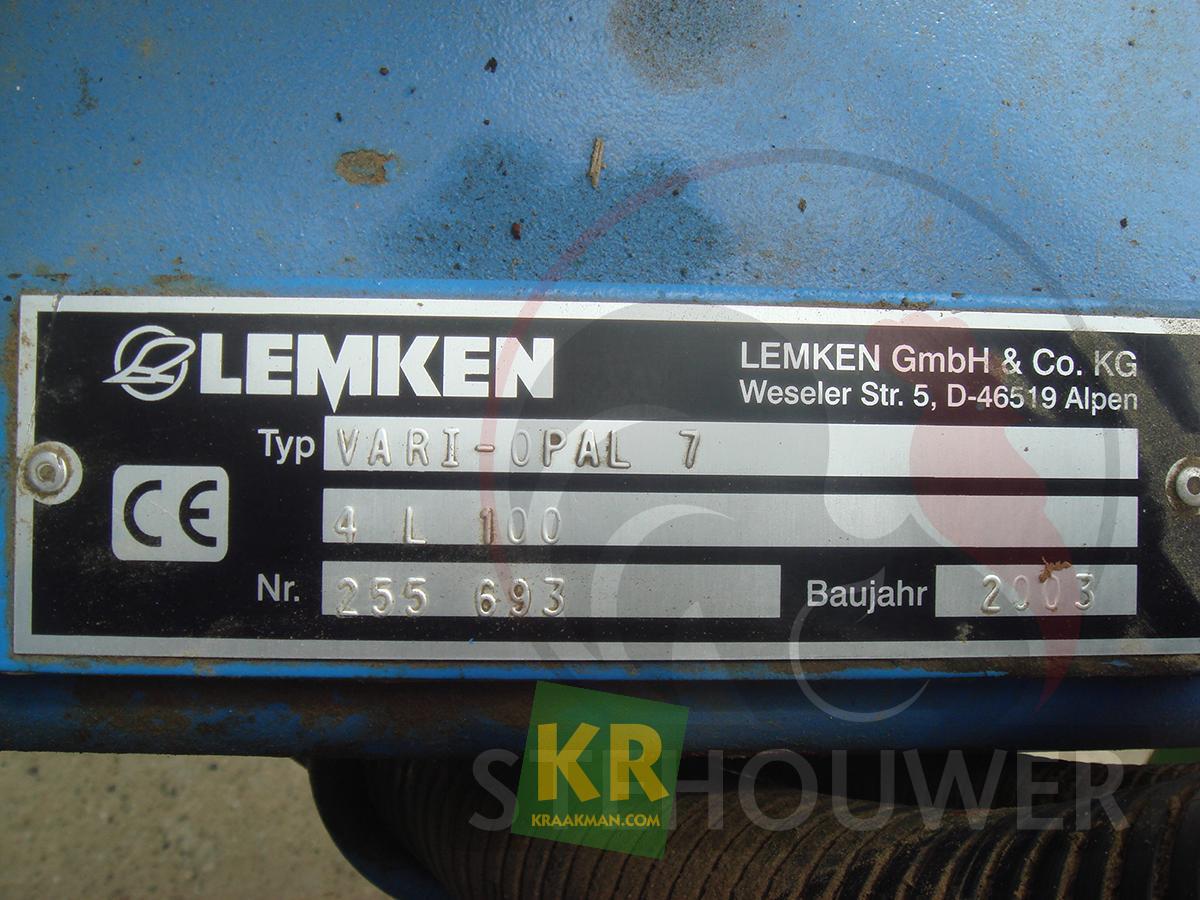 LEMKEN
LEMKEN GmbH & Co. KG
Weseler Str. 5, D-46519 Alpen
Typ VARI-OPAL 7
4 L 100
CE
Nr. 255 693 Baujahr 2003
KR
KRAAKMAN.COM
STEHOUWER